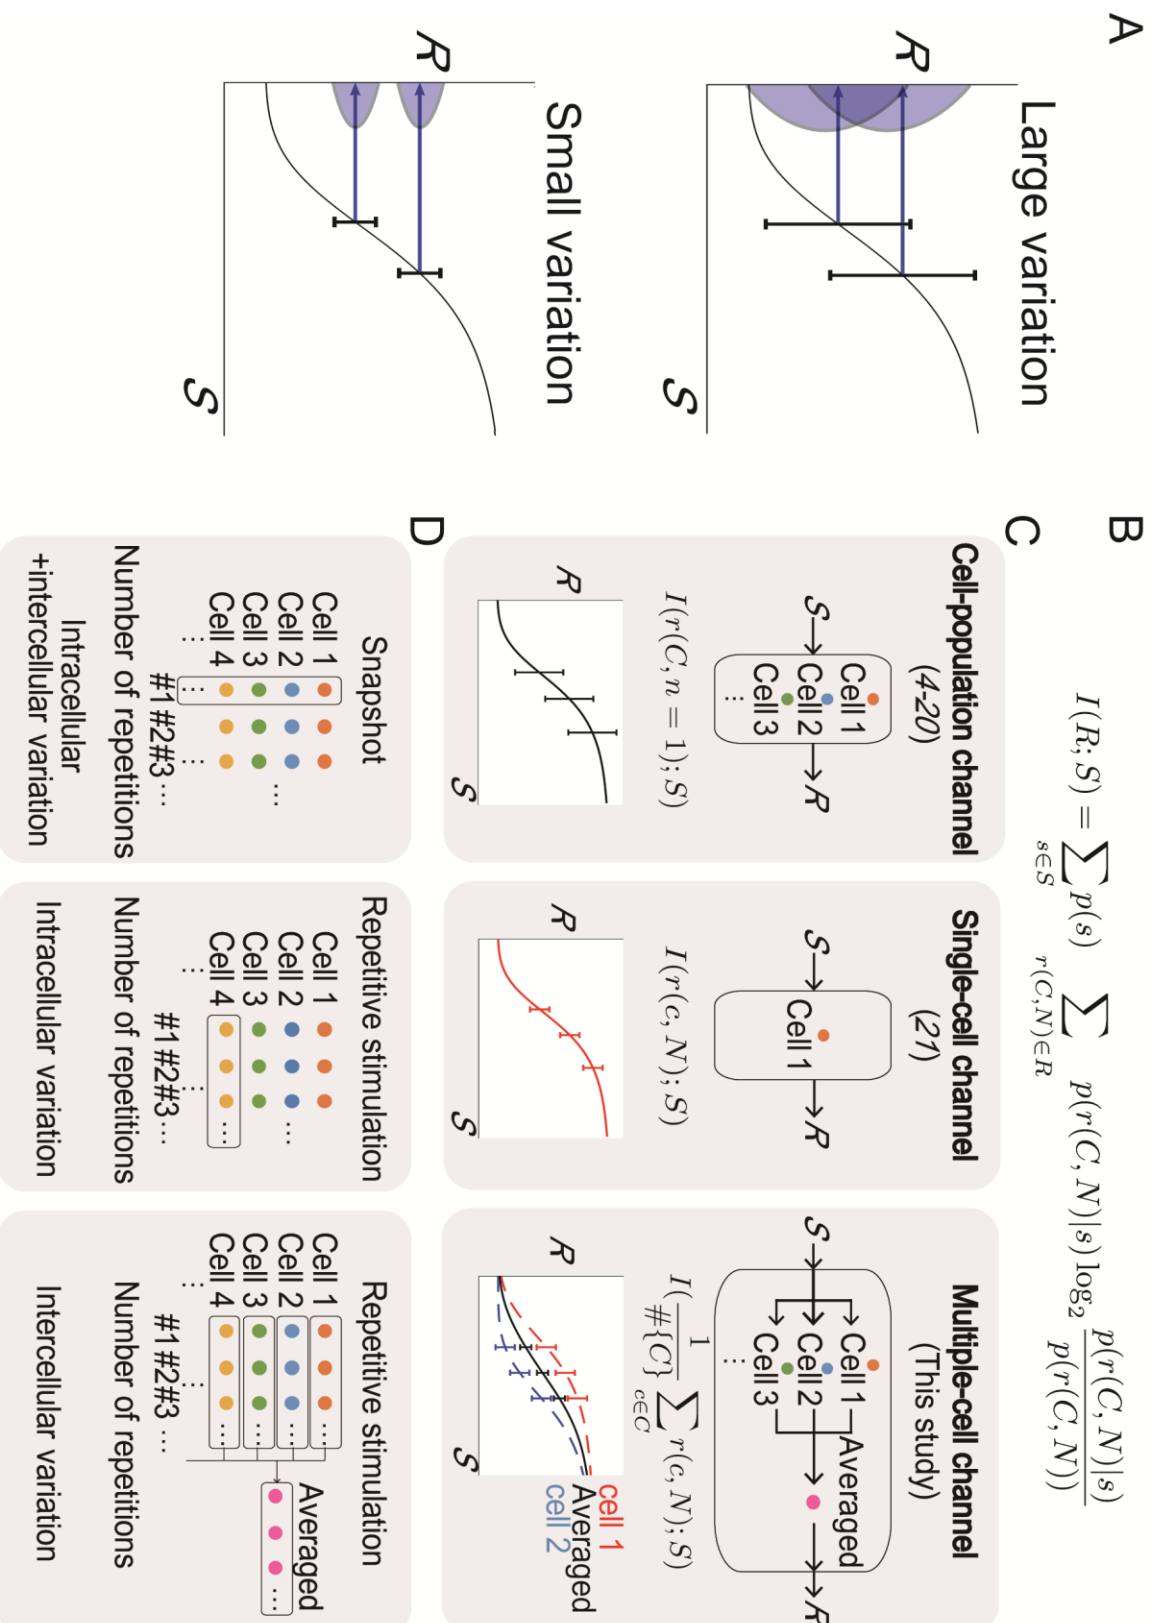 A
Large variation
R
S
Small variation
R
S
B
I(R; S) = ∑_{s∈S} p(s) ∑_{r(C,N)∈R} p(r(C, N)|s) log₂ p(r(C, N)|s) / p(r(C, N))
C
Cell-population channel
(4-20)
S
Cell 1
Cell 2
Cell 3
...
R
I(r(C, n = 1); S)
R
S
Single-cell channel
(21)
S
Cell 1
R
I(r(c, N); S)
R
S
Multiple-cell channel
(This study)
S
Cell 1
Cell 2
Cell 3
...
Averaged
R
I(1/#{C} ∑_{c∈C} r(c, N); S)
R
cell 1
Averaged
cell 2
S
D
Snapshot
Cell 1
Cell 2 ...
Cell 3
Cell 4
... ...
#1 #2 #3 ...
Number of repetitions
Intracellular
+intercellular variation
Repetitive stimulation
Cell 1
Cell 2 ...
Cell 3
Cell 4 ...
... ...
#1 #2 #3 ...
Number of repetitions
Intracellular variation
Repetitive stimulation
Cell 1 ...
Cell 2 ...
Cell 3 ...
Cell 4 ...
... ...
Averaged
...
#1 #2 #3 ...
Number of repetitions
Intercellular variation